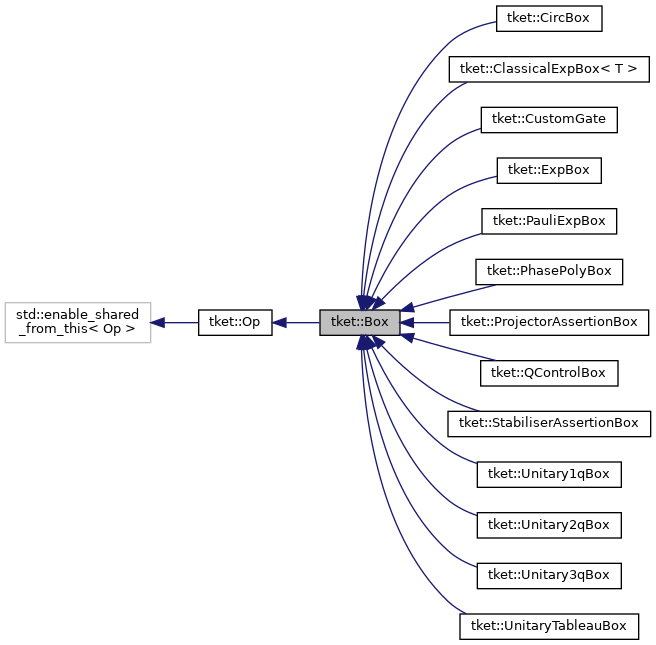 tket::CircBox
tket::ClassicalExpBox< T >
tket::CustomGate
tket::ExpBox
tket::PauliExpBox
tket::PhasePolyBox
std::enable_shared
_from_this< Op >
tket::Op
tket::Box
tket::ProjectorAssertionBox
tket::QControlBox
tket::StabiliserAssertionBox
tket::Unitary1qBox
tket::Unitary2qBox
tket::Unitary3qBox
tket::UnitaryTableauBox